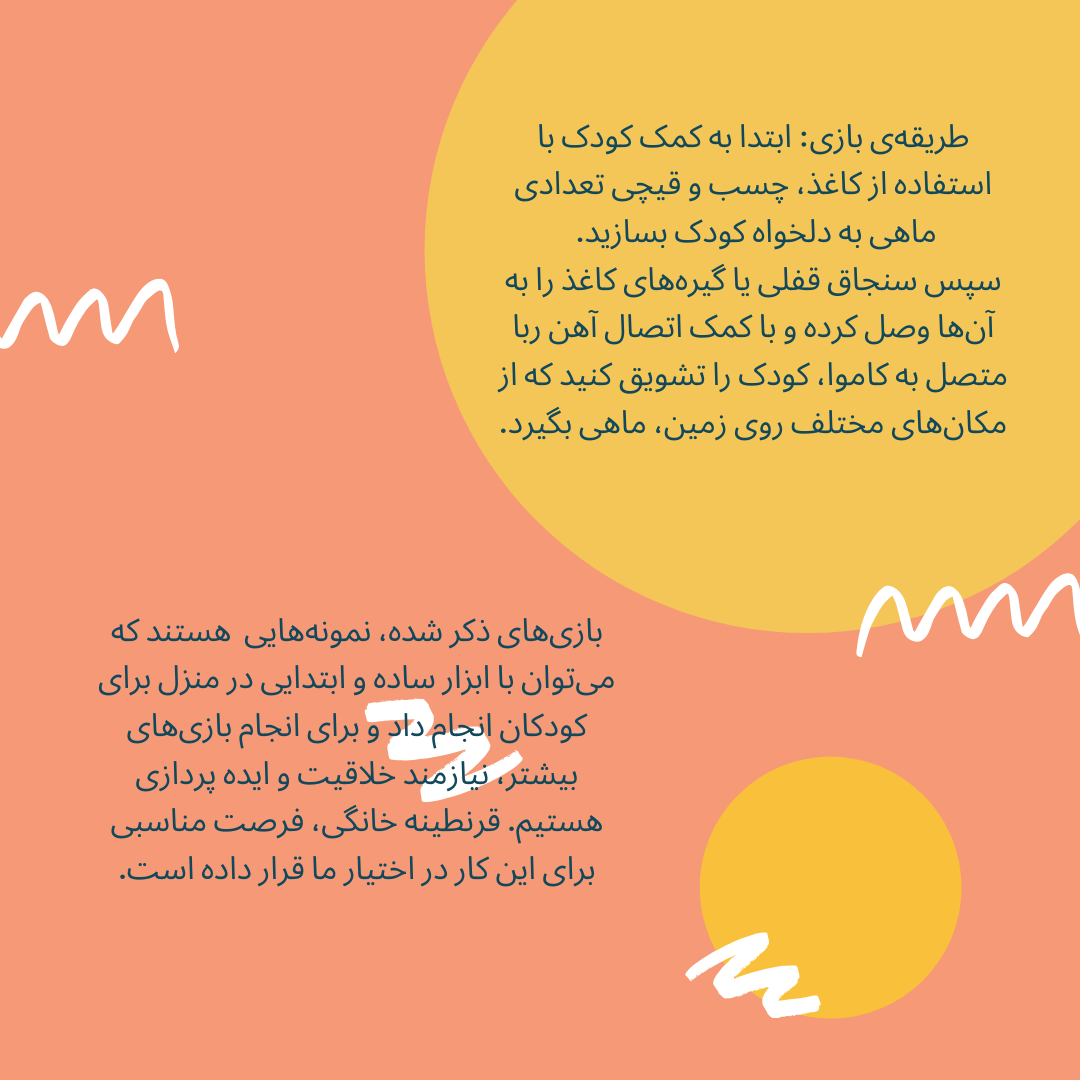 طریقه‌ی بازی: ابتدا به کمک کودک با
استفاده از کاغذ، چسب و قیچی تعدادی
ماهی به دلخواه کودک بسازید.
سپس سنجاق قفلی یا گیره‌های کاغذ را به
آن‌ها وصل کرده و با کمک اتصال آهن ربا
متصل به کاموا، کودک را تشویق کنید که از
مکان‌های مختلف روی زمین، ماهی بگیرد.
بازی‌های ذکر شده، نمونه‌هایی هستند که
می‌توان با ابزار ساده و ابتدایی در منزل برای
کودکان انجام داد و برای انجام بازی‌های
بیشتر، نیازمند خلاقیت و ایده پردازی
هستیم. قرنطینه خانگی، فرصت مناسبی
برای این کار در اختیار ما قرار داده است.